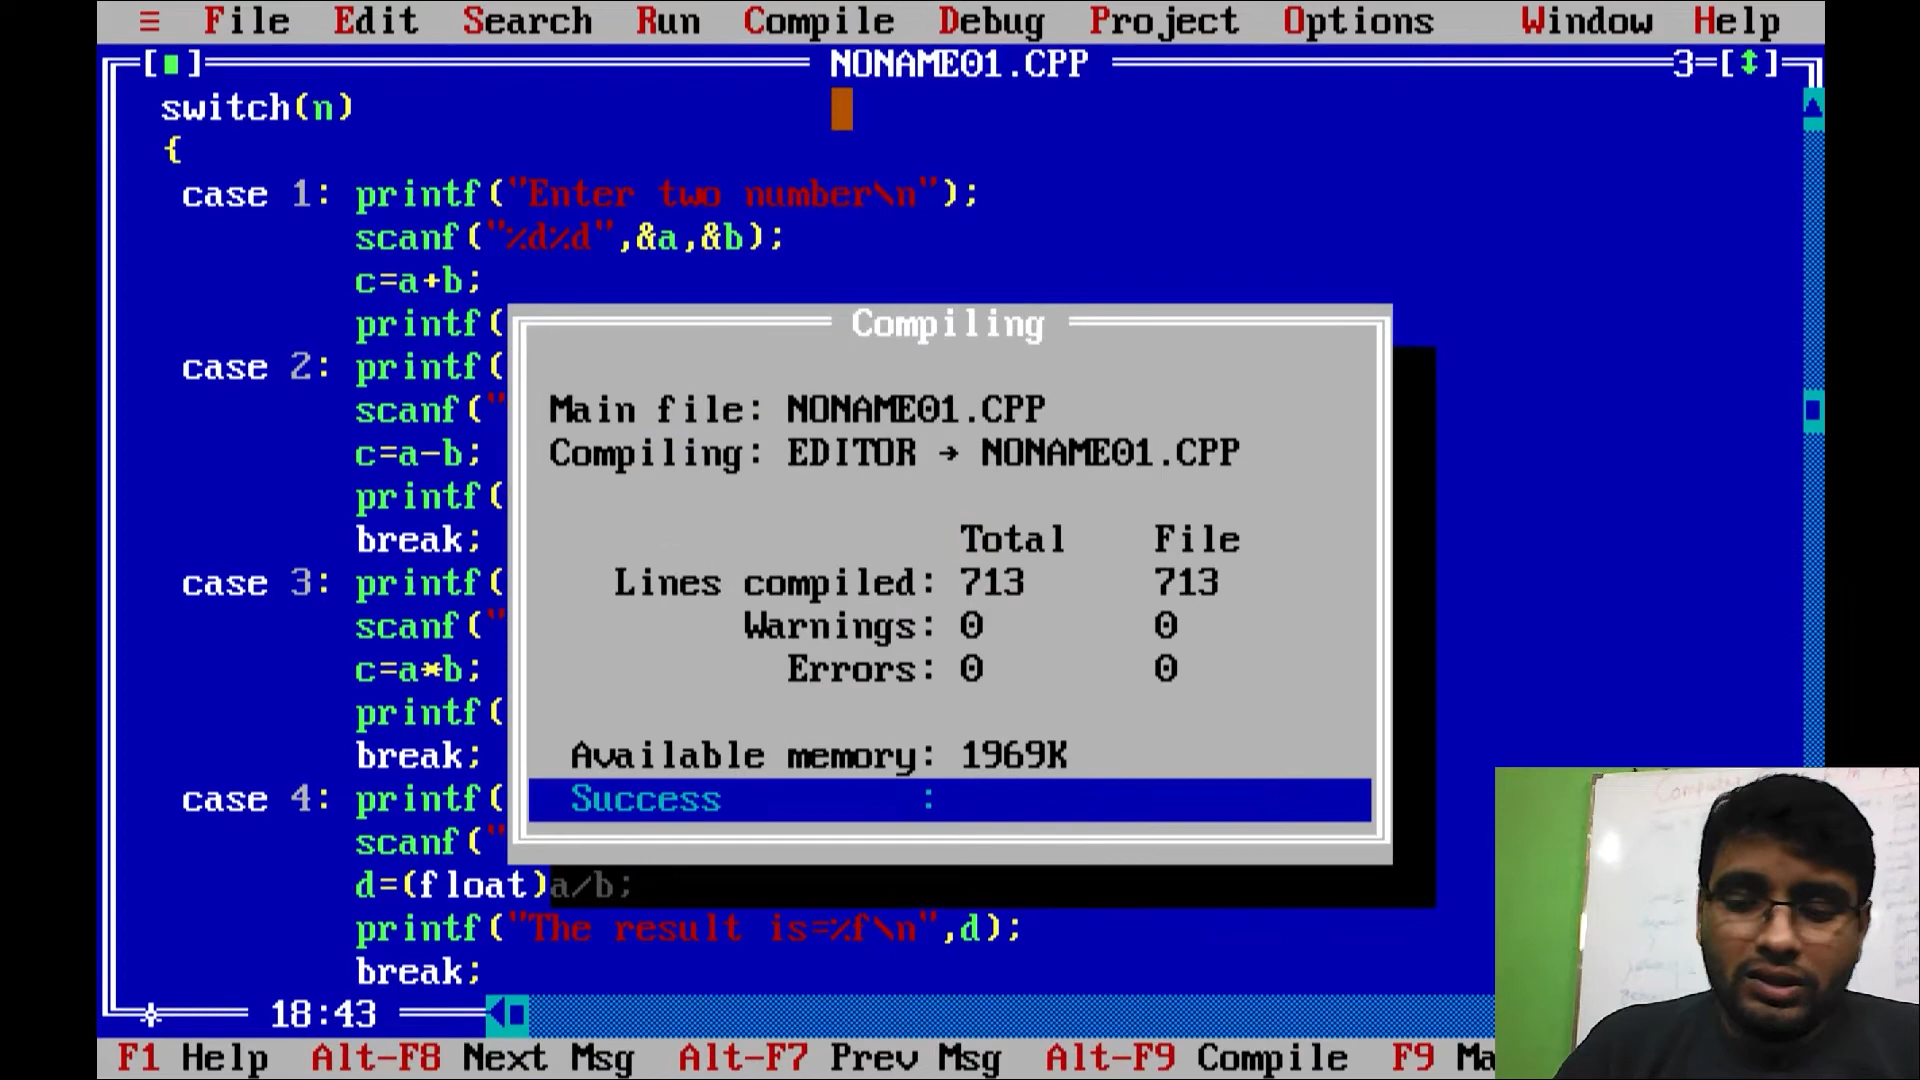 ≡ File Edit Search Run Compile Debug Project Options Window Help
[■] NONAME01.CPP 3=[↕]
switch(n)
{
case 1: printf("Enter two number\n");
scanf("%d%d",&a,&b);
c=a+b;
printf(
case 2: printf(
scanf("
c=a-b;
printf(
break;
case 3: printf(
scanf("
c=a*b;
printf(
break;
case 4: printf(
scanf("
d=(float)a/b;
printf("The result is=%f\n",d);
break;
Compiling
Main file: NONAME01.CPP
Compiling: EDITOR → NONAME01.CPP
Total File
Lines compiled: 713 713
Warnings: 0 0
Errors: 0 0
Available memory: 1969K
Success :
18:43
F1 Help Alt-F8 Next Msg Alt-F7 Prev Msg Alt-F9 Compile F9 Ma